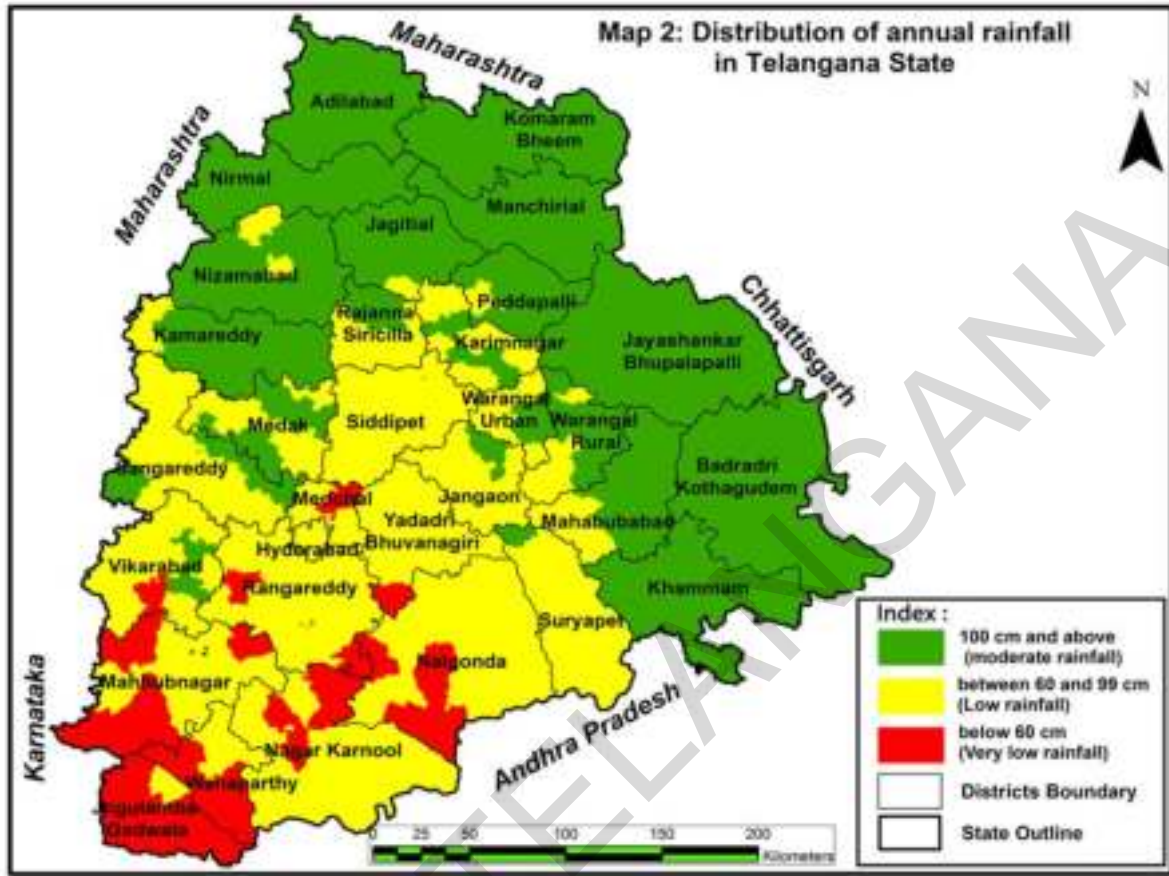 Map 2: Distribution of annual rainfall
in Telangana State
Maharashtra
N
Adilabad
Komaram
Bheem
Maharashtra
Nirmal
Manchirial
Jagitial
Nizamabad
Peddapalli
Chhattisgarh
Rajanna
Siricilla
Kamareddy
Karimnagar
Jayashankar
Bhupalapalli
Warangal
Urban
Siddipet
Medak
Warangal
Rural
Sangareddy
Badradri
Kothagudem
Medchal
Jangaon
Yadadri
Bhuvanagiri
Mahabubabad
Hyderabad
Vikarabad
Rangareddy
Khammam
Suryapet
Nalgonda
Mahbubnagar
Karnataka
Andhra Pradesh
Nagar Karnool
Wanaparthy
Jogulamba
Gadwala
Index :
100 cm and above
(moderate rainfall)
between 60 and 99 cm
(Low rainfall)
below 60 cm
(Very low rainfall)
Districts Boundary
State Outline
0 25 50 100 150 200
Kilometers
TELANGANA